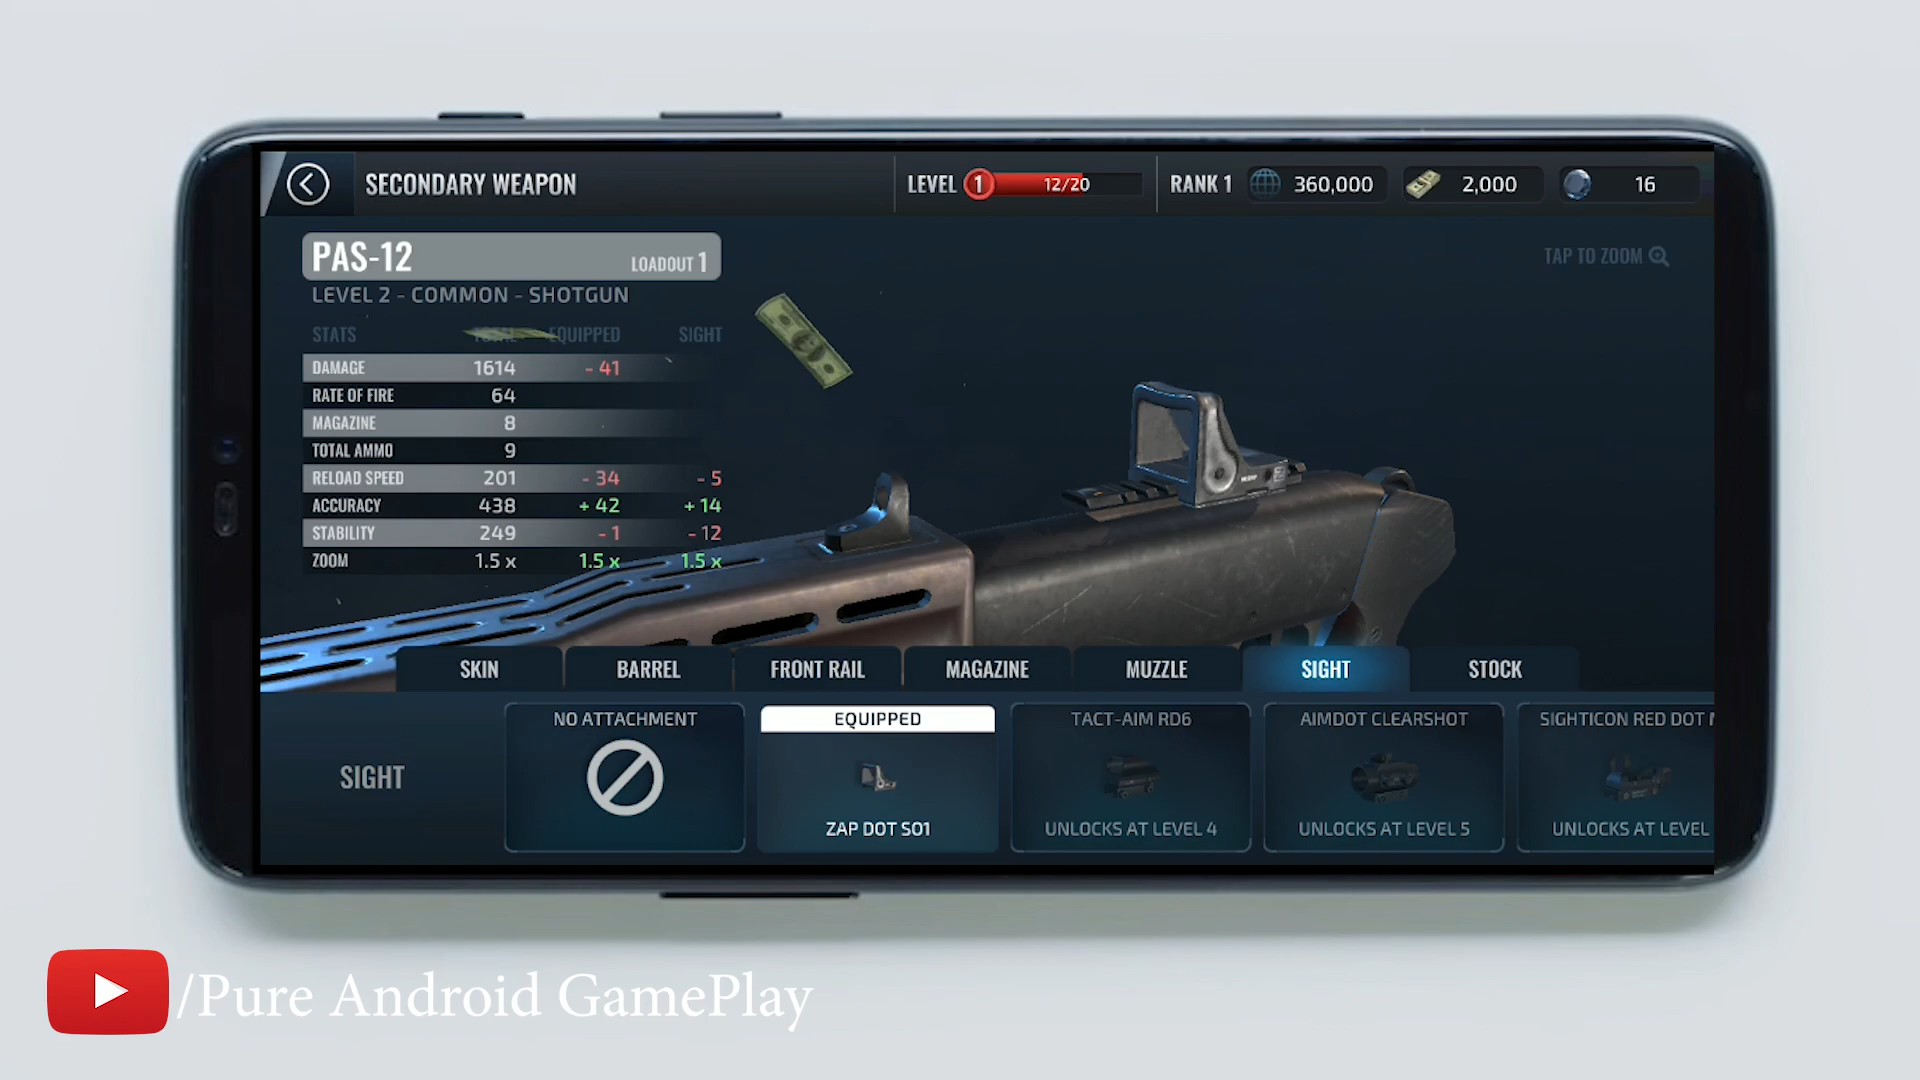 SECONDARY WEAPON
LEVEL 1 12/20
RANK 1 360,000 2,000 16
PAS-12 LOADOUT 1
TAP TO ZOOM
LEVEL 2 - COMMON - SHOTGUN
STATS TOTAL EQUIPPED SIGHT
DAMAGE 1614 - 41
RATE OF FIRE 64
MAGAZINE 8
TOTAL AMMO 9
RELOAD SPEED 201 - 34 - 5
ACCURACY 438 + 42 + 14
STABILITY 249 - 1 - 12
ZOOM 1.5 x 1.5 x 1.5 x
SKIN BARREL FRONT RAIL MAGAZINE MUZZLE SIGHT STOCK
SIGHT
NO ATTACHMENT
EQUIPPED
ZAP DOT S01
TACT-AIM RD6
UNLOCKS AT LEVEL 4
AIMDOT CLEARSHOT
UNLOCKS AT LEVEL 5
SIGHTICON RED DOT
UNLOCKS AT LEVEL
/Pure Android GamePlay